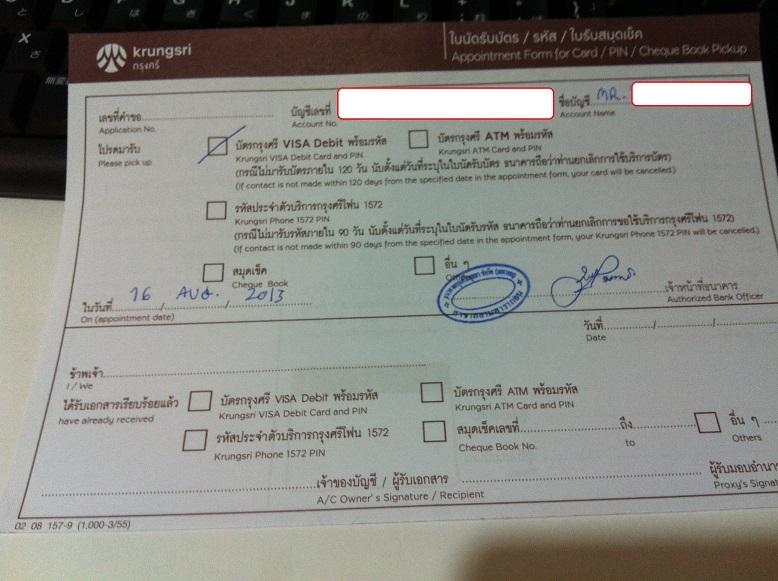 krungsri
กรุงศรี
ใบนัดรับบัตร / รหัส / ใบรับสมุดเช็ค
Appointment Form for Card / PIN / Cheque Book Pickup
เลขที่คำขอ
Application No.
บัญชีเลขที่
Account No.
ชื่อบัญชี MR.
Account Name
โปรดมารับ
Please pick up
บัตรกรุงศรี VISA Debit พร้อมรหัส
Krungsri VISA Debit Card and PIN
บัตรกรุงศรี ATM พร้อมรหัส
Krungsri ATM Card and PIN
(กรณีไม่มารับบัตรภายใน 120 วัน นับตั้งแต่วันที่ระบุในใบนัดรับบัตร ธนาคารถือว่าท่านยกเลิกการใช้บริการบัตร)
(If contact is not made within 120 days from the specified date in the appointment form, your card will be cancelled.)
รหัสประจำตัวบริการกรุงศรีโฟน 1572
Krungsri Phone 1572 PIN
(กรณีไม่มารับรหัสภายใน 90 วัน นับตั้งแต่วันที่ระบุในใบนัดรับรหัส ธนาคารถือว่าท่านยกเลิกการขอใช้บริการกรุงศรีโฟน 1572)
(If contact is not made within 90 days from the specified date in the appointment form, your Krungsri Phone 1572 PIN will be cancelled.)
สมุดเช็ค
Cheque Book
อื่น ๆ
ในวันที่ 16 / AUG. / 2013
On (appointment date)
เจ้าหน้าที่ธนาคาร
Authorized Bank Officer
วันที่ / /
Date
ข้าพเจ้า
I / We
ได้รับเอกสารเรียบร้อยแล้ว
have already received
บัตรกรุงศรี VISA Debit พร้อมรหัส
Krungsri VISA Debit Card and PIN
บัตรกรุงศรี ATM พร้อมรหัส
Krungsri ATM Card and PIN
รหัสประจำตัวบริการกรุงศรีโฟน 1572
Krungsri Phone 1572 PIN
สมุดเช็คเลขที่ ถึง
Cheque Book No. to
อื่น ๆ
Others
เจ้าของบัญชี / ผู้รับเอกสาร
A/C Owner's Signature / Recipient
ผู้รับมอบอำนา
Proxy's Signa
02 08 157-9 (1,000-3/55)